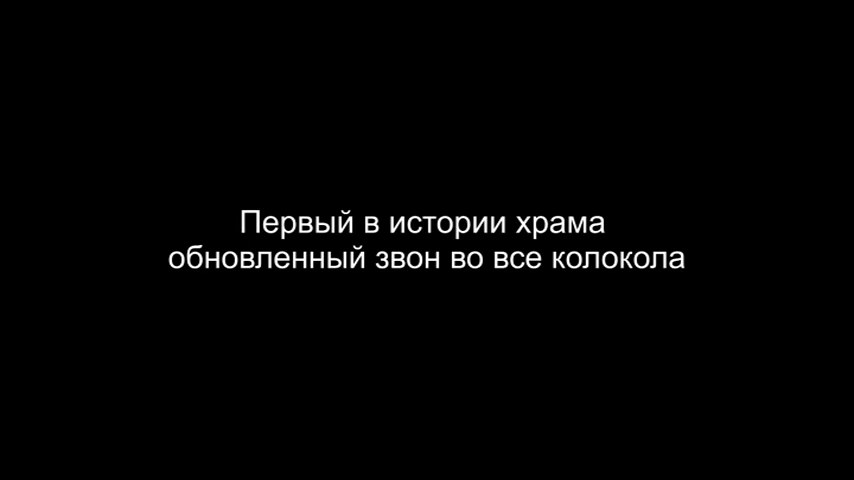 Первый в истории храма
обновленный звон во все колокола